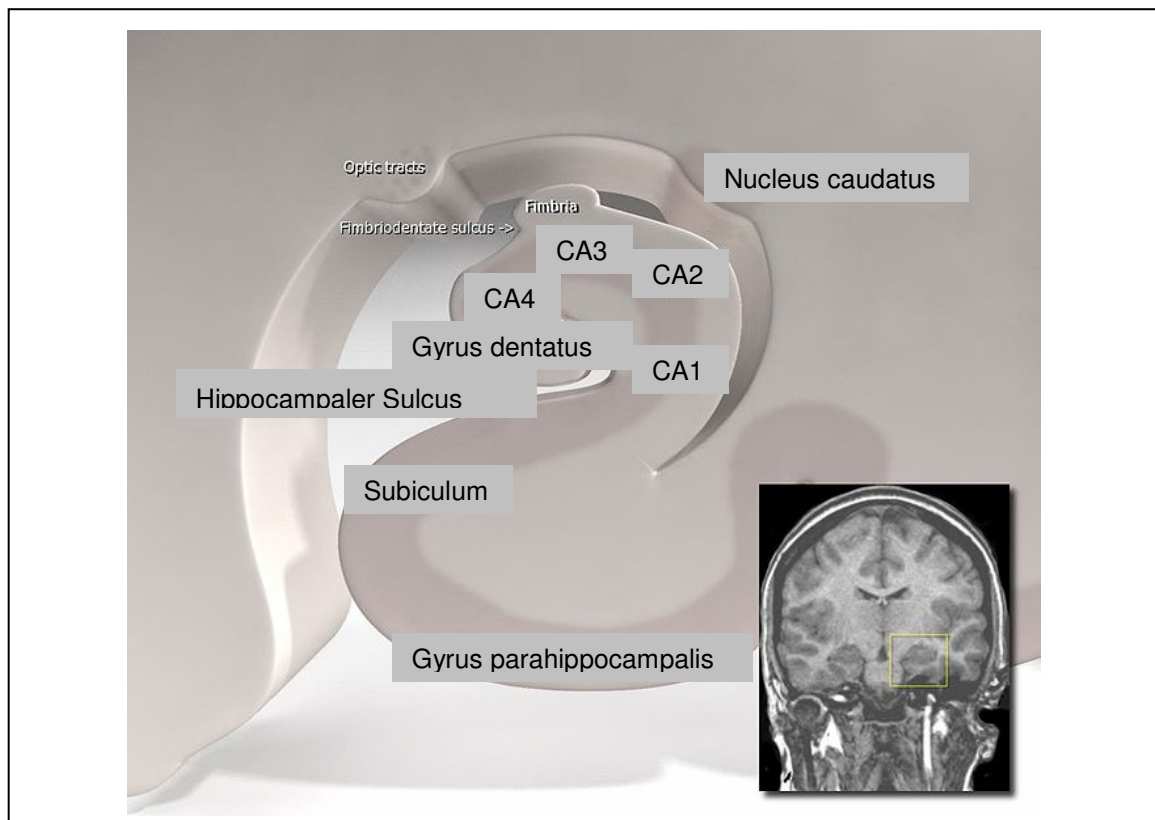 Optic tracts
Nucleus caudatus
Fimbria
Fimbriodentate sulcus ->
CA3
CA2
CA4
Gyrus dentatus
CA1
Hippocampaler Sulcus
Subiculum
Gyrus parahippocampalis